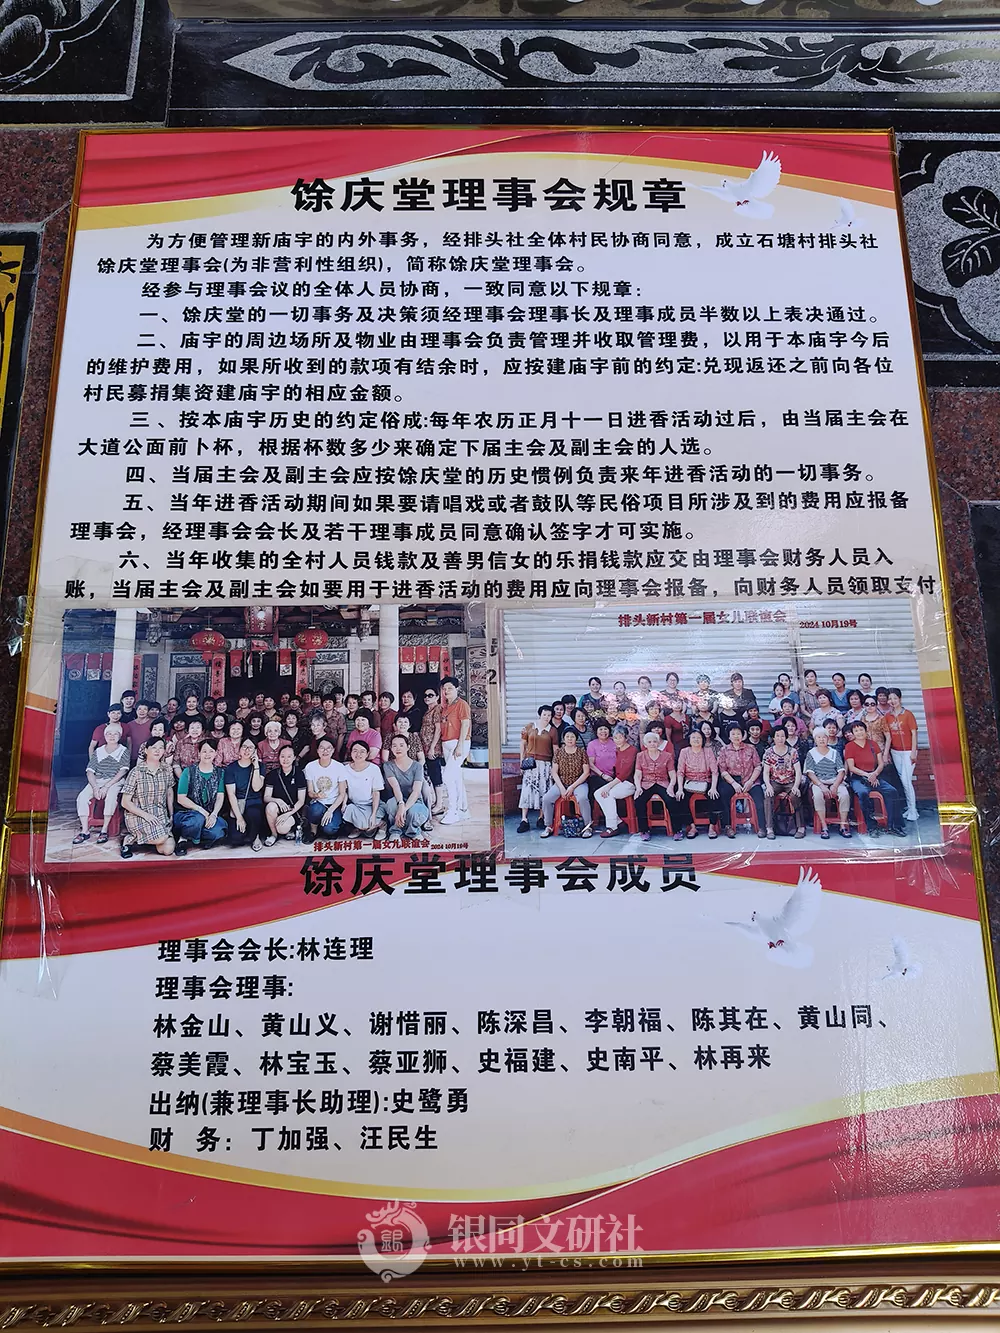 馀庆堂理事会规章
为方便管理新庙宇的内外事务，经排头社全体村民协商同意，成立石塘村排头社
馀庆堂理事会(为非营利性组织)，简称馀庆堂理事会。
经参与理事会议的全体人员协商，一致同意以下规章：
一、馀庆堂的一切事务及决策须经理事会理事长及理事成员半数以上表决通过。
二、庙宇的周边场所及物业由理事会负责管理并收取管理费，以用于本庙宇今后
的维护费用，如果所收到的款项有结余时，应按建庙宇前的约定:兑现返还之前向各位
村民募捐集资建庙宇的相应金额。
三、按本庙宇历史的约定俗成:每年农历正月十一日进香活动过后，由当届主会在
大道公面前卜杯，根据杯数多少来确定下届主会及副主会的人选。
四、当届主会及副主会应按馀庆堂的历史惯例负责来年进香活动的一切事务。
五、当年进香活动期间如果要请唱戏或者鼓队等民俗项目所涉及到的费用应报备
理事会，经理事会会长及若干理事成员同意确认签字才可实施。
六、当年收集的全村人员钱款及善男信女的乐捐钱款应交由理事会财务人员入
账，当届主会及副主会如要用于进香活动的费用应向理事会报备，向财务人员领取支付
排头新村第一届女儿联谊会 2024 10月19号
排头新村第一届女儿联谊会 2024 10月19号
馀庆堂理事会成员
理事会会长:林连理
理事会理事:
林金山、黄山义、谢惜丽、陈深昌、李朝福、陈其在、黄山同、
蔡美霞、林宝玉、蔡亚狮、史福建、史南平、林再来
出纳(兼理事长助理):史鹭勇
财 务：丁加强、汪民生
银同文研社
www.yt-cs.com